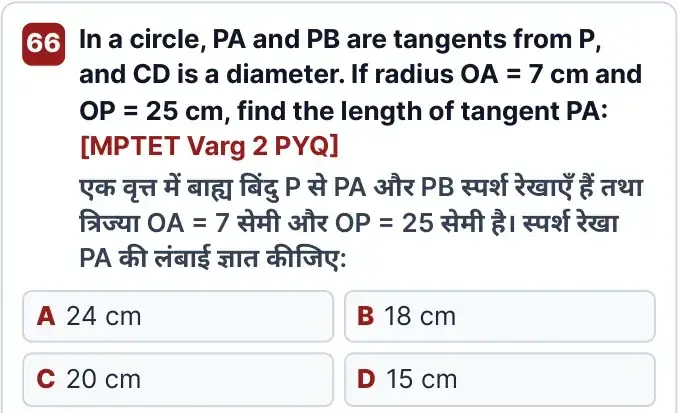 66 In a circle, PA and PB are tangents from P,
and CD is a diameter. If radius OA = 7 cm and
OP = 25 cm, find the length of tangent PA:
[MPTET Varg 2 PYQ]
एक वृत्त में बाह्य बिंदु P से PA और PB स्पर्श रेखाएँ हैं तथा
त्रिज्या OA = 7 सेमी और OP = 25 सेमी है। स्पर्श रेखा
PA की लंबाई ज्ञात कीजिए:
A 24 cm
B 18 cm
C 20 cm
D 15 cm